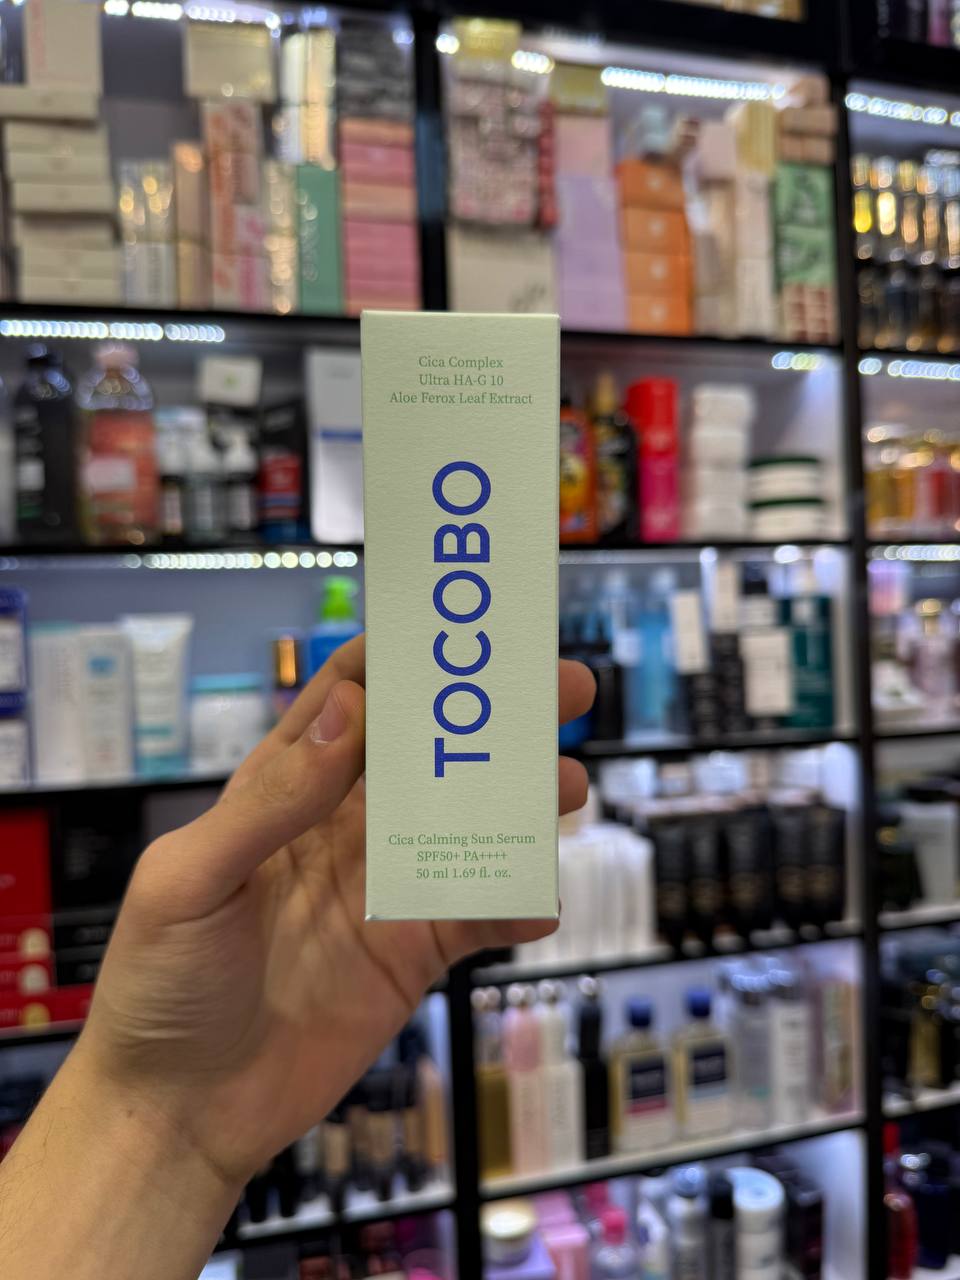 Cica Complex
Ultra HA-G 10
Aloe Ferox Leaf Extract
TOCOBO
Cica Calming Sun Serum
SPF50+ PA++++
50 ml 1.69 fl. oz.